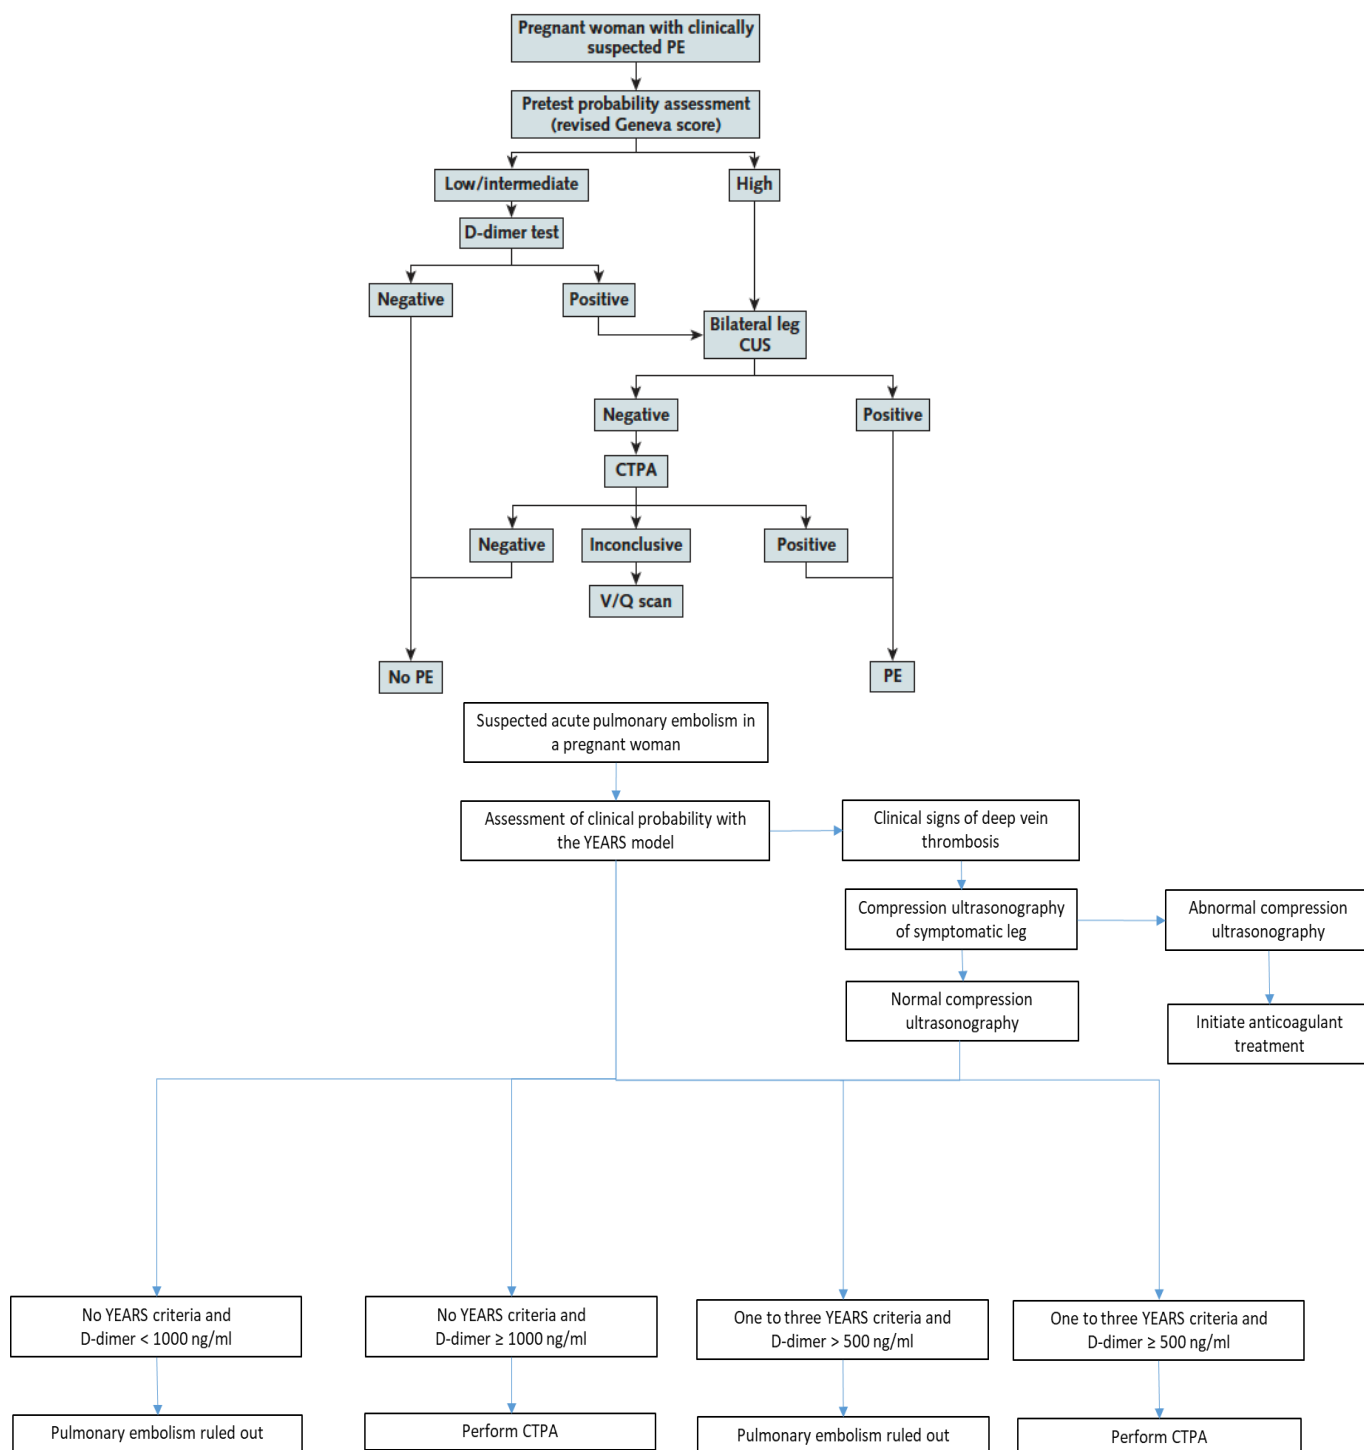 Pregnant woman with clinically
suspected PE
Pretest probability assessment
(revised Geneva score)
Low/intermediate
High
D-dimer test
Negative
Positive
Bilateral leg
CUS
Negative
Positive
CTPA
Negative
Inconclusive
Positive
V/Q scan
No PE
PE
Suspected acute pulmonary embolism in
a pregnant woman
Assessment of clinical probability with
the YEARS model
Clinical signs of deep vein
thrombosis
Compression ultrasonography
of symptomatic leg
Abnormal compression
ultrasonography
Normal compression
ultrasonography
Initiate anticoagulant
treatment
No YEARS criteria and
D-dimer < 1000 ng/ml
No YEARS criteria and
D-dimer ≥ 1000 ng/ml
One to three YEARS criteria and
D-dimer > 500 ng/ml
One to three YEARS criteria and
D-dimer ≥ 500 ng/ml
Pulmonary embolism ruled out
Perform CTPA
Pulmonary embolism ruled out
Perform CTPA